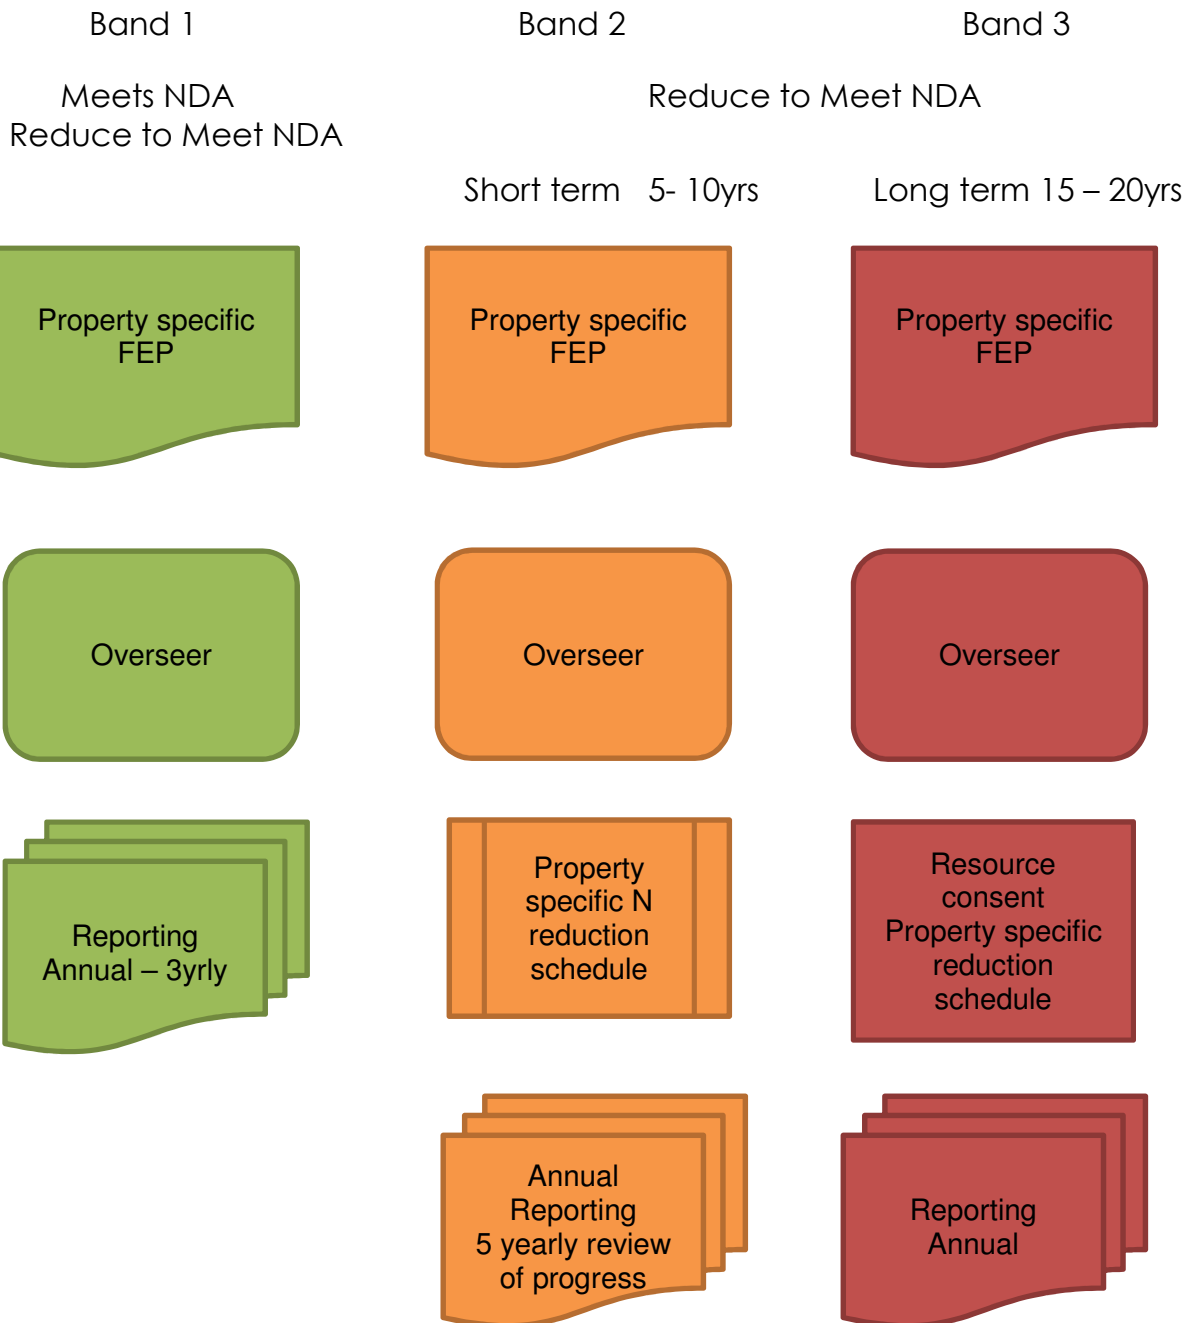 Band 1
Band 2
Band 3
Meets NDA
Reduce to Meet NDA
Reduce to Meet NDA
Short term 5- 10yrs
Long term 15 – 20yrs
Property specific
FEP
Property specific
FEP
Property specific
FEP
Overseer
Overseer
Overseer
Reporting
Annual – 3yrly
Property
specific N
reduction
schedule
Resource
consent
Property specific
reduction
schedule
Annual
Reporting
5 yearly review
of progress
Reporting
Annual